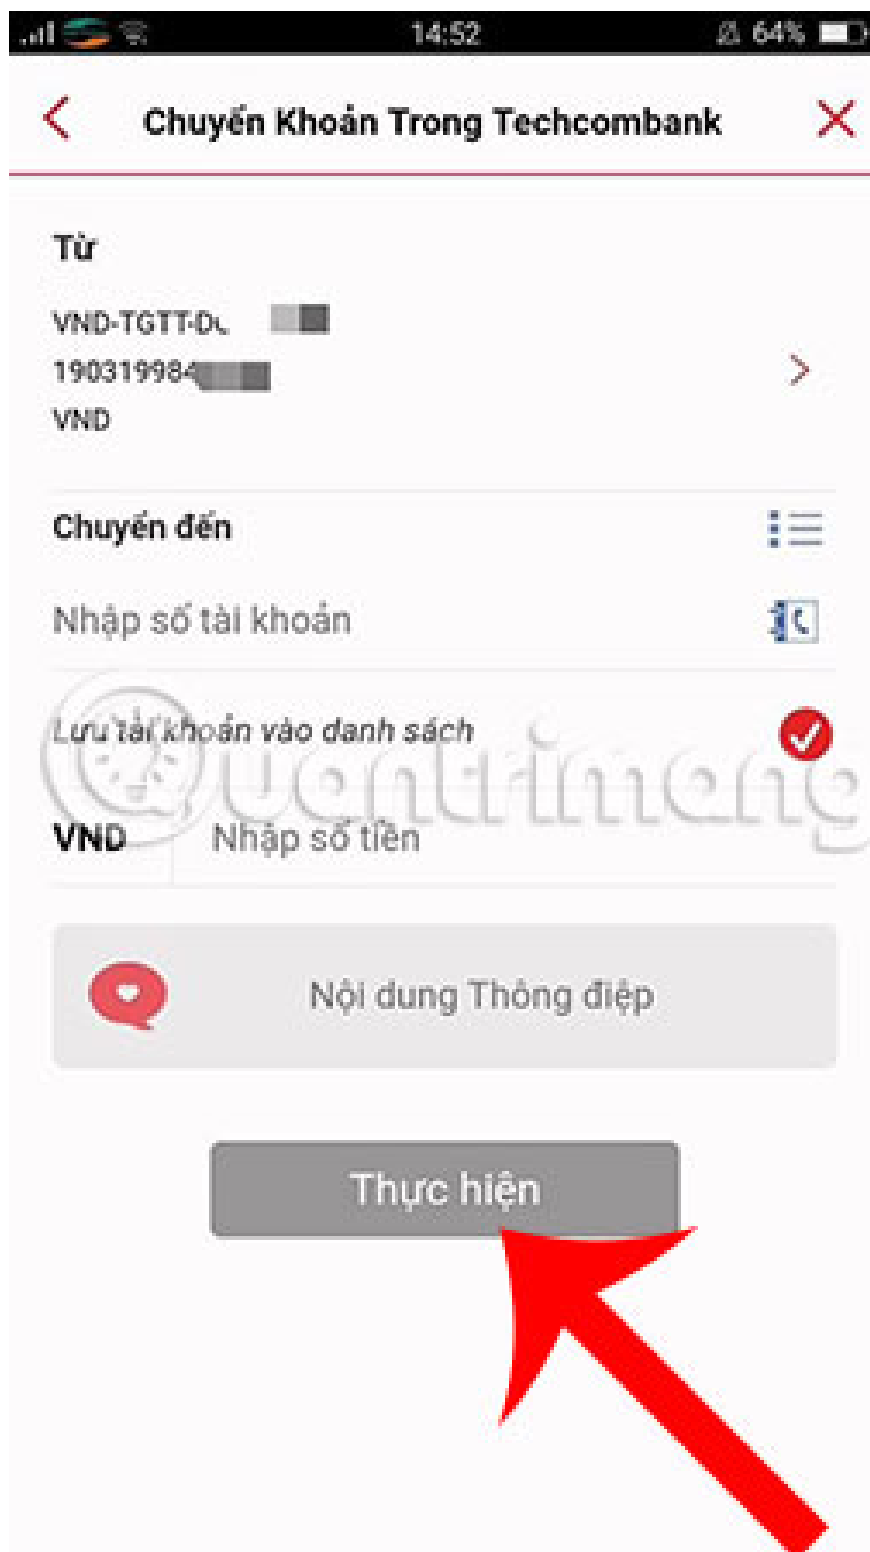 14:52
64%
Chuyển Khoản Trong Techcombank
Từ
VND-TGTT-
190319984
VND
Chuyển đến
Nhập số tài khoản
Lưu tài khoản vào danh sách
Quantrimang
VND Nhập số tiền
Nội dung Thông điệp
Thực hiện